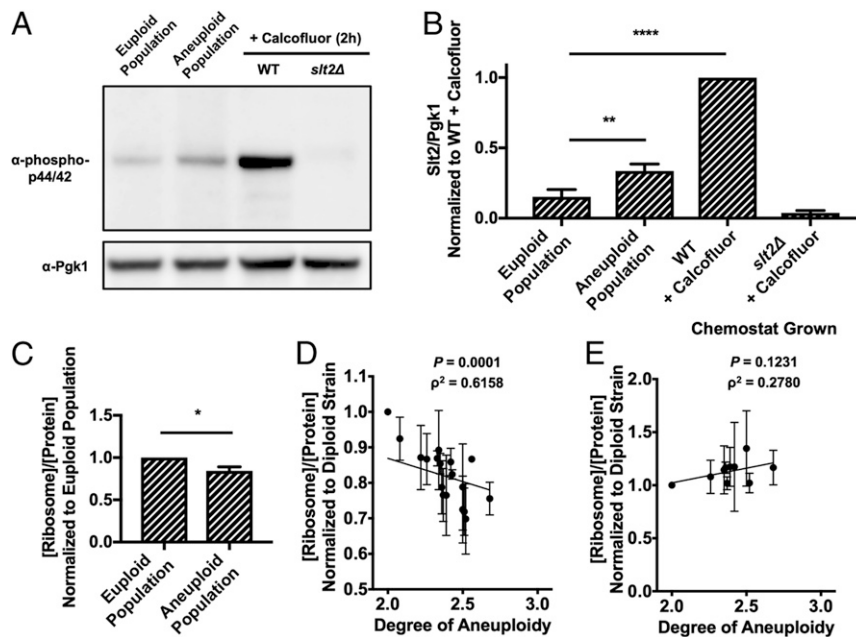 A
Euploid
Population
Aneuploid
Population
+ Calcofluor (2h)
WT
slt2Δ
α-phospho-
p44/42
α-Pgk1
B
Slt2/Pgk1
Normalized to WT + Calcofluor
1.0
0.5
0.0
****
**
Euploid
Population
Aneuploid
Population
WT
+ Calcofluor
slt2Δ
+ Calcofluor
C
[Ribosome]/[Protein]
Normalized to Euploid Population
1.5
1.0
0.5
0.0
*
Euploid
Population
Aneuploid
Population
D
P = 0.0001
ρ² = 0.6158
[Ribosome]/[Protein]
Normalized to Diploid Strain
1.1
1.0
0.9
0.8
0.7
0.6
0.5
2.0
2.5
3.0
Degree of Aneuploidy
Chemostat Grown
E
P = 0.1231
ρ² = 0.2780
[Ribosome]/[Protein]
Normalized to Diploid Strain
2.0
1.5
1.0
0.5
0.0
2.0
2.5
3.0
Degree of Aneuploidy